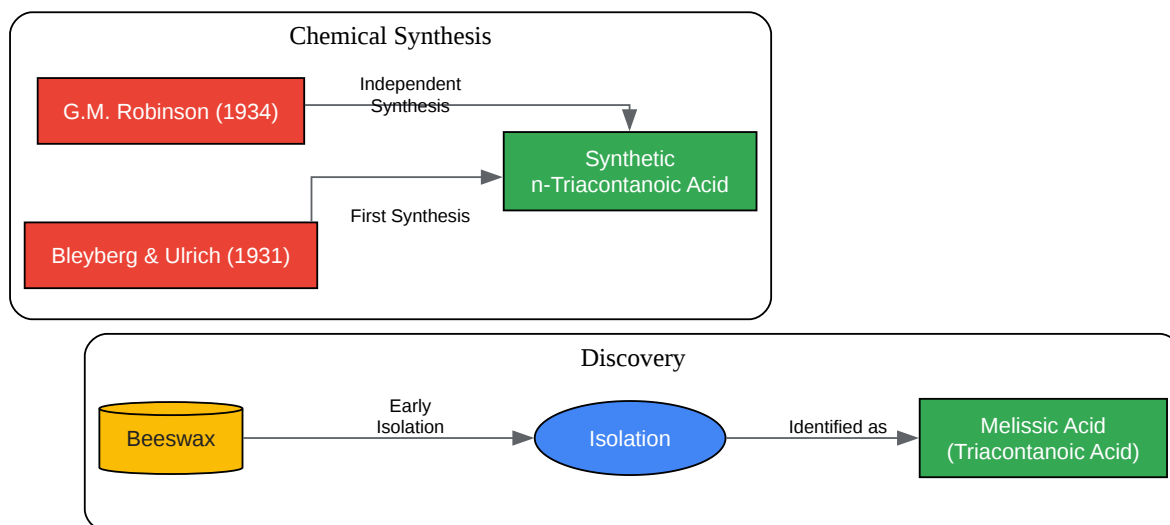 Chemical Synthesis
G.M. Robinson (1934)
Independent
Synthesis
Synthetic
n-Triacontanoic Acid
First Synthesis
Bleyberg & Ulrich (1931)
Discovery
Beeswax
Early
Isolation
Isolation
Identified as
Melissic Acid
(Triacontanoic Acid)